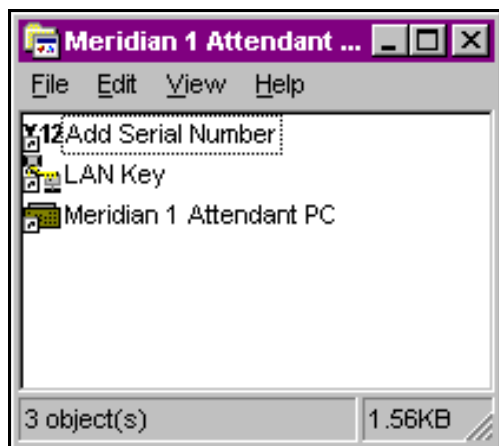 Meridian 1 Attendant ...
File Edit View Help
Add Serial Number
LAN Key
Meridian 1 Attendant PC
3 object(s) 1.56KB